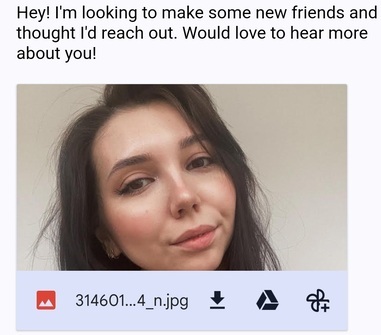 Hey! I'm looking to make some new friends and
thought I'd reach out. Would love to hear more
about you!
314601...4_n.jpg